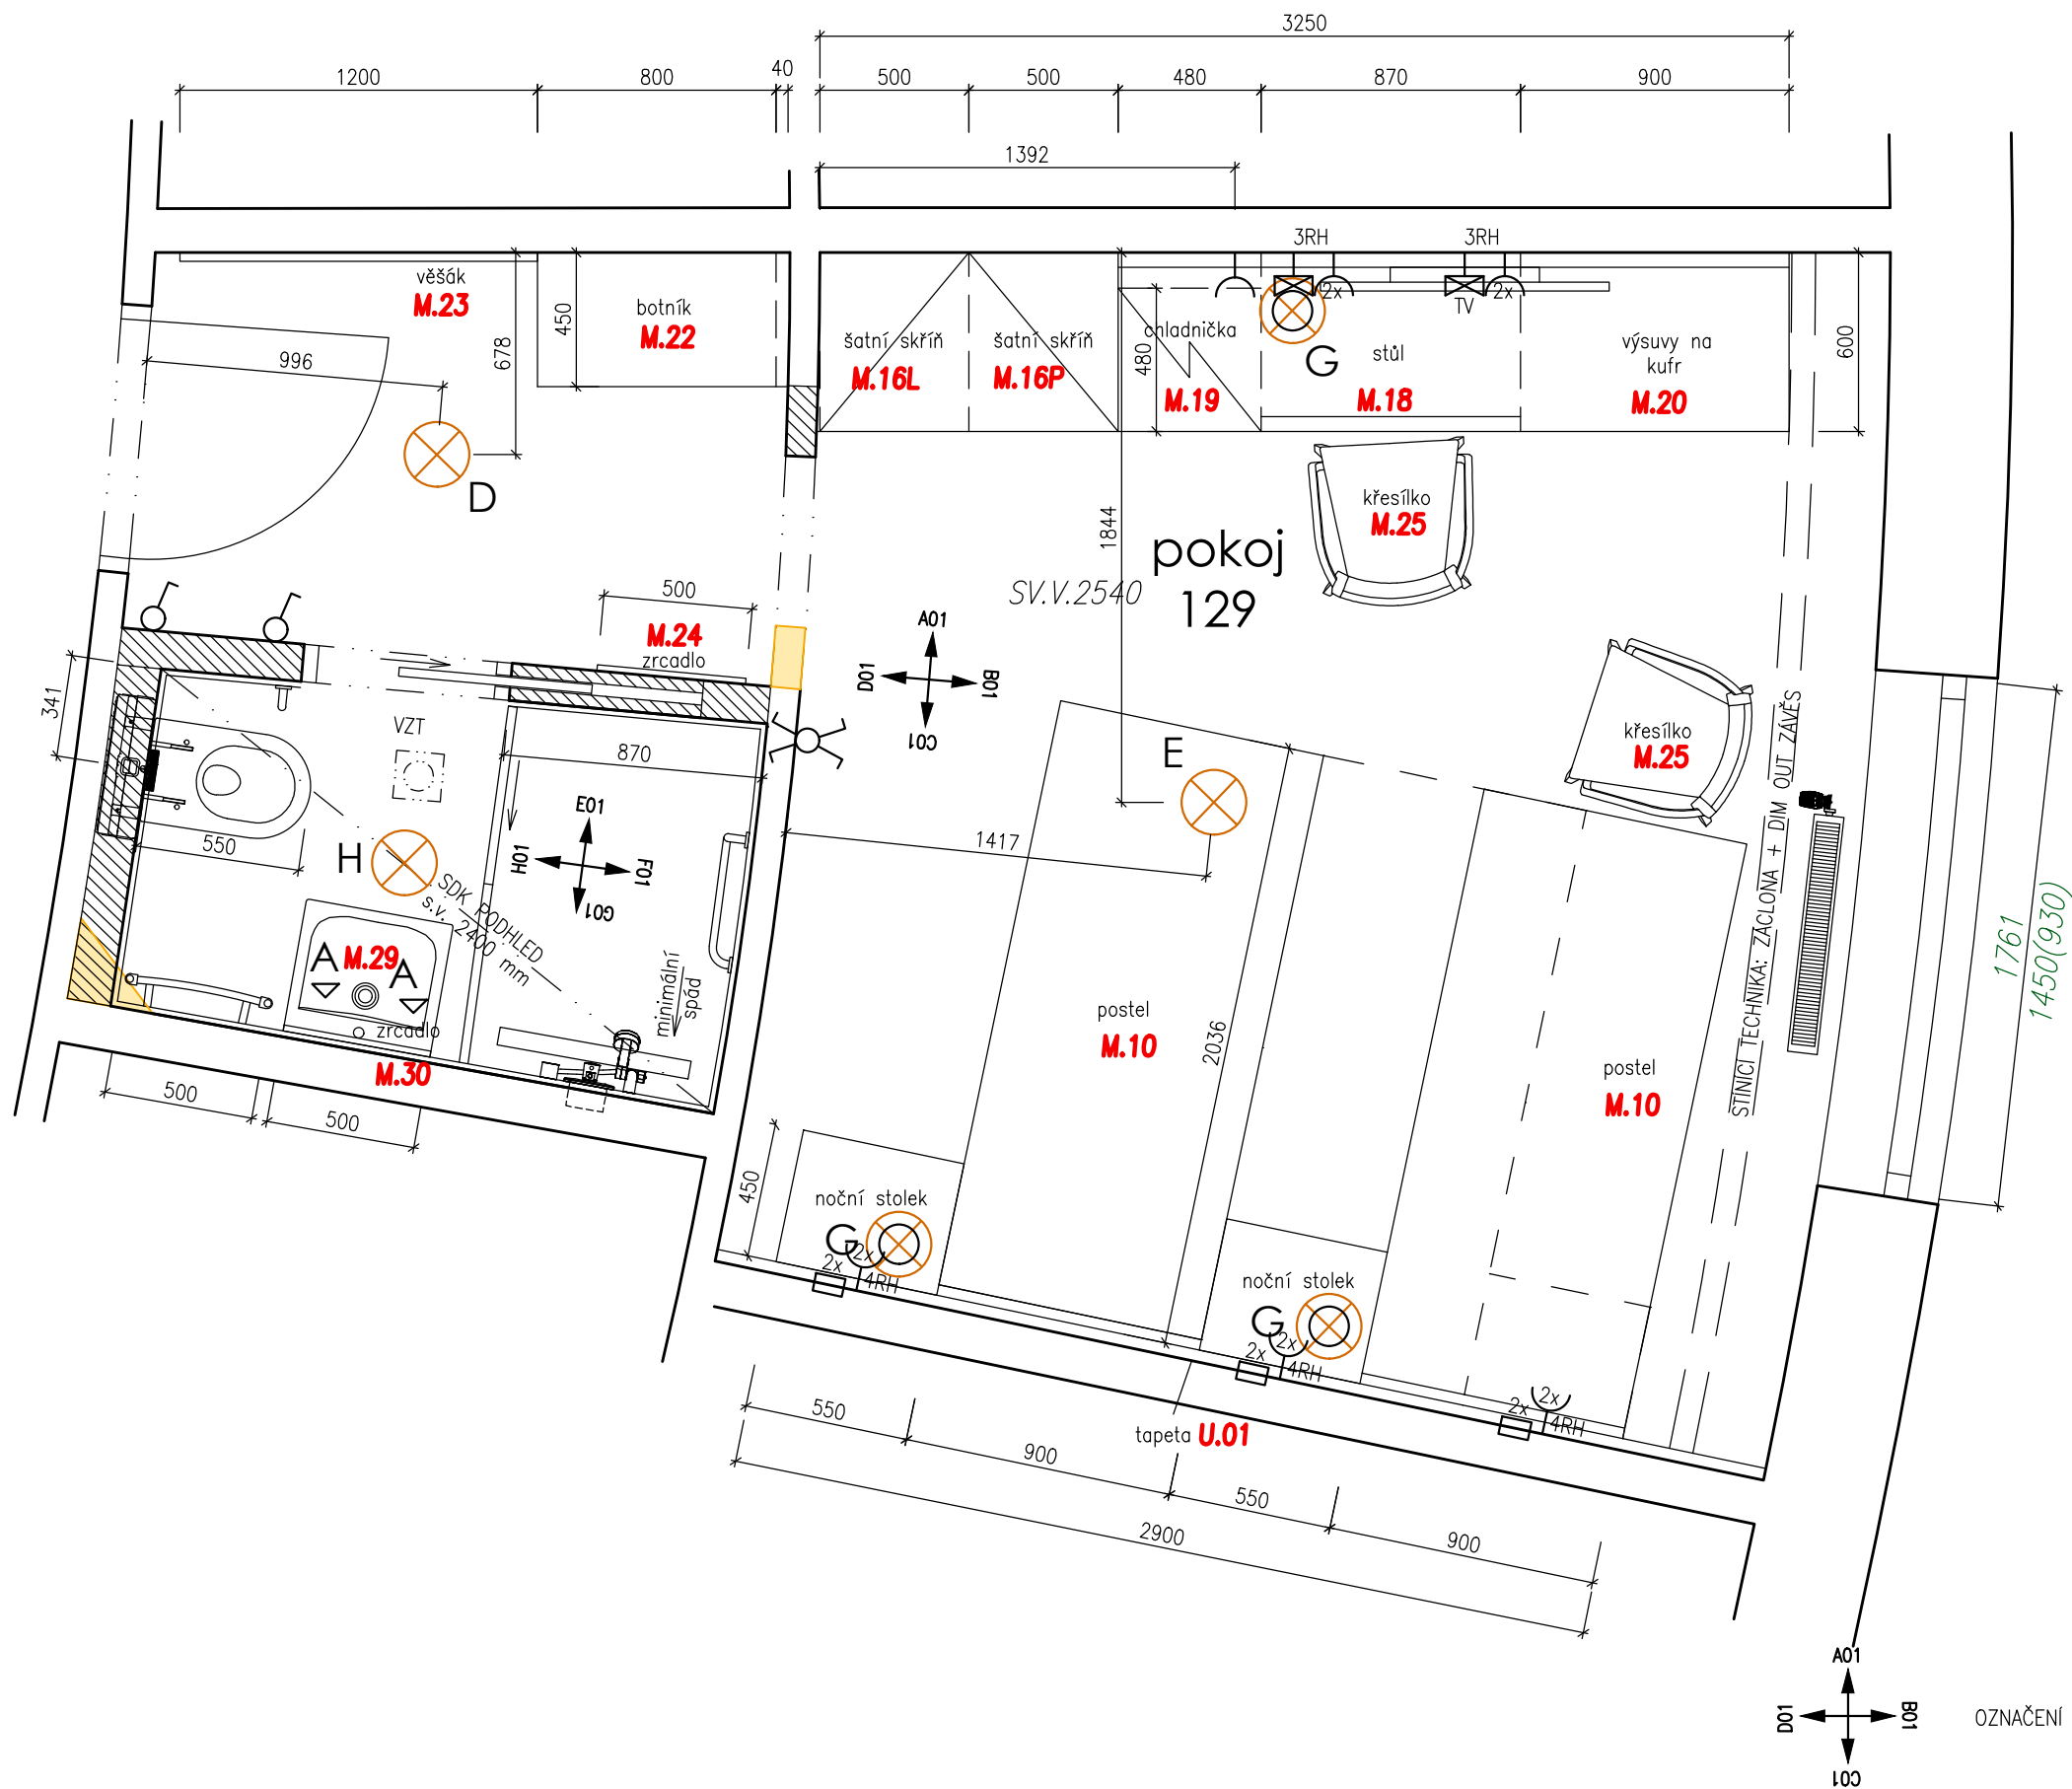 3250
1200
800
40
500
500
480
870
900
1392
3RH
3RH
věšák
M.23
botník
M.22
450
678
996
šatní skříň
M.16L
šatní skříň
M.16P
chladnička
M.19
480
2x
TV
2x
G
stůl
M.18
výsuvy na
kufr
M.20
600
D
křesílko
M.25
1844
pokoj
129
SV.V.2540
500
M.24
zrcadlo
A01
B01
C01
D01
341
VZT
870
křesílko
M.25
E
1417
550
H
E01
F01
G01
H01
SDK PODHLED
s.v. 2400 mm
A
M.29
A
zrcadlo
M.30
minimální
spád
500
500
STÍNÍCÍ TECHNIKA: ZÁCLONA + DIM OUT ZÁVĚS
1761
1450(930)
postel
M.10
2036
postel
M.10
450
noční stolek
G
2x
2x
4RH
noční stolek
G
2x
2x
4RH
2x
2x
4RH
tapeta U.01
550
900
550
900
2900
A01
B01
C01
D01
OZNAČENÍ